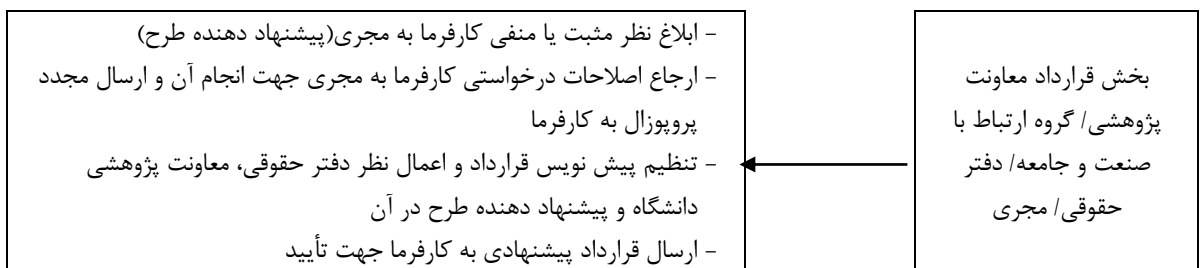 بخش قرارداد معاونت
پژوهشی/ گروه ارتباط با
صنعت و جامعه/ دفتر
حقوقی/ مجری
- ابلاغ نظر مثبت یا منفی کارفرما به مجری(پیشنهاد دهنده طرح)
- ارجاع اصلاحات درخواستی کارفرما به مجری جهت انجام آن و ارسال مجدد
پروپوزال به کارفرما
- تنظیم پیش نویس قرارداد و اعمال نظر دفتر حقوقی، معاونت پژوهشی
دانشگاه و پیشنهاد دهنده طرح در آن
- ارسال قرارداد پیشنهادی به کارفرما جهت تأیید